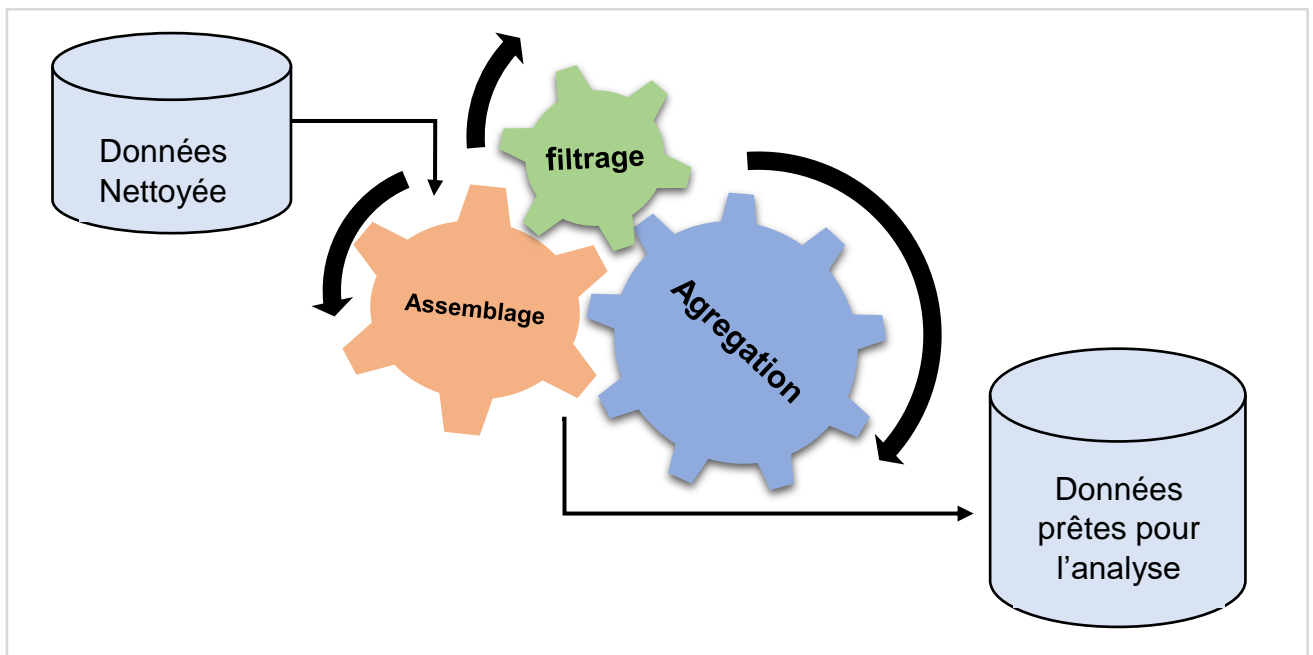 Données
Nettoyée
filtrage
Assemblage
Agregation
Données
prêtes pour
l'analyse